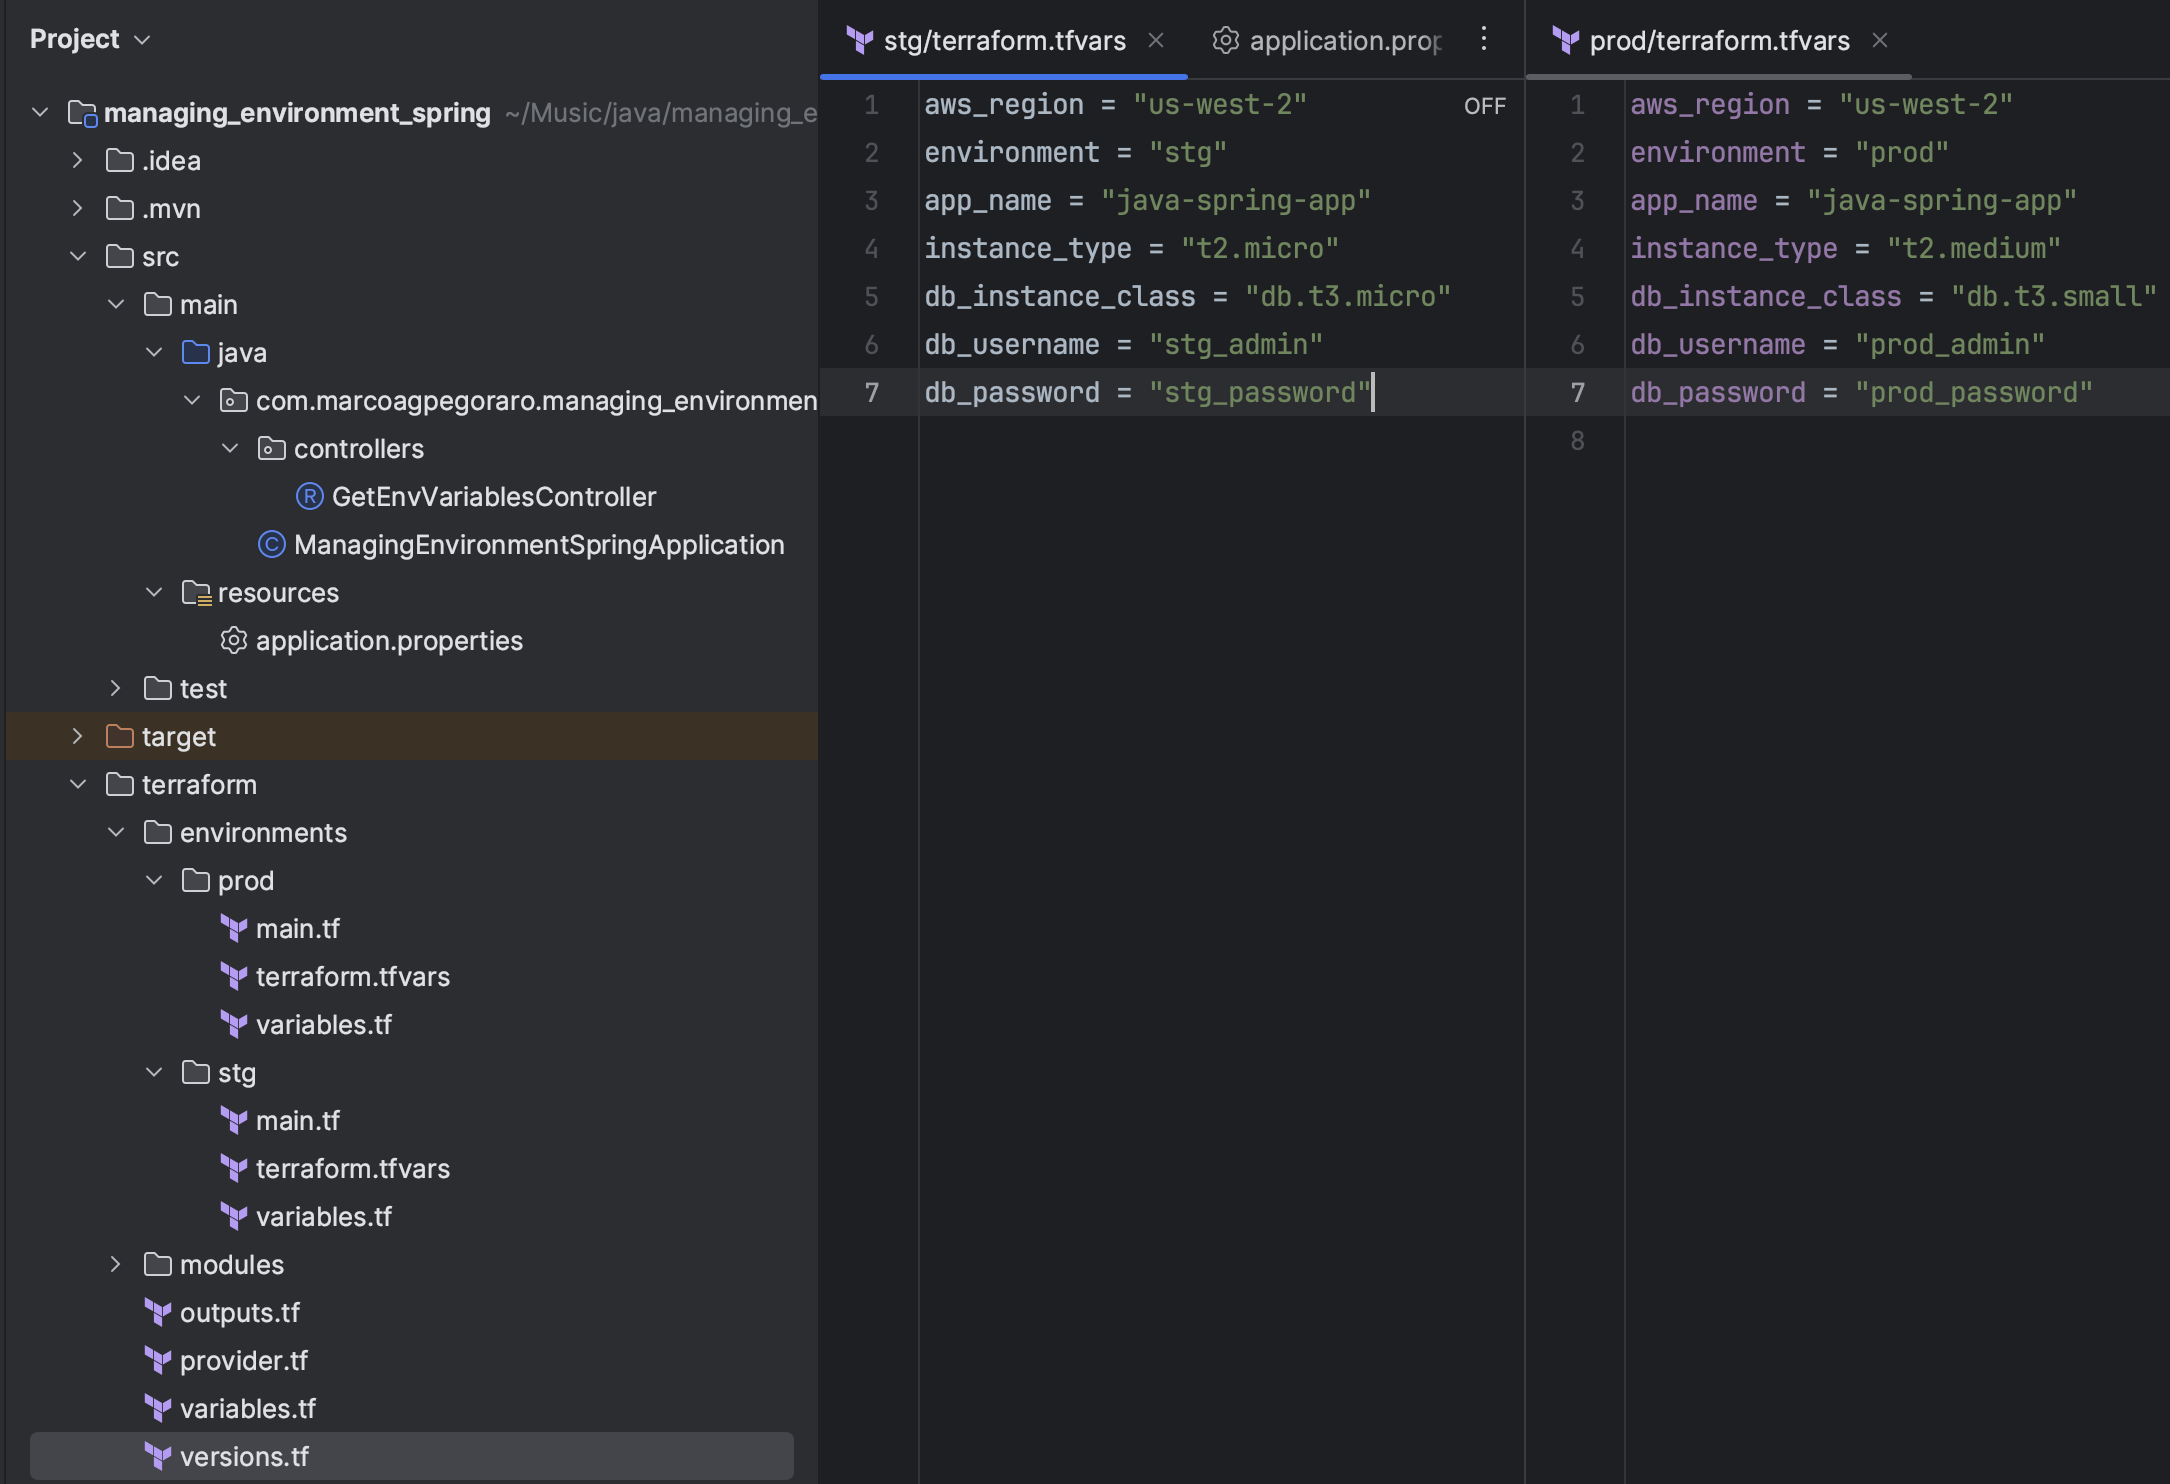 Project
managing_environment_spring ~/Music/java/managing_e
.idea
.mvn
src
main
java
com.marcoagpegoraro.managing_environmen
controllers
R GetEnvVariablesController
C ManagingEnvironmentSpringApplication
resources
application.properties
test
target
terraform
environments
prod
main.tf
terraform.tfvars
variables.tf
stg
main.tf
terraform.tfvars
variables.tf
modules
outputs.tf
provider.tf
variables.tf
versions.tf
stg/terraform.tfvars
application.prop
OFF
1 aws_region = "us-west-2"
2 environment = "stg"
3 app_name = "java-spring-app"
4 instance_type = "t2.micro"
5 db_instance_class = "db.t3.micro"
6 db_username = "stg_admin"
7 db_password = "stg_password"
prod/terraform.tfvars
1 aws_region = "us-west-2"
2 environment = "prod"
3 app_name = "java-spring-app"
4 instance_type = "t2.medium"
5 db_instance_class = "db.t3.small"
6 db_username = "prod_admin"
7 db_password = "prod_password"
8